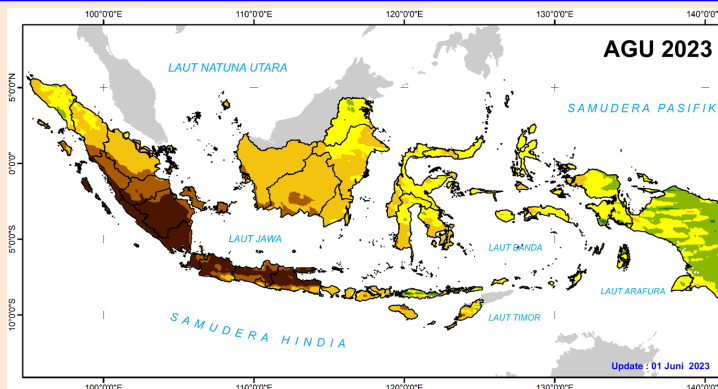 100°0'0"E 110°0'0"E 120°0'0"E 130°0'0"E 140°0'
AGU 2023
LAUT NATUNA UTARA
5°0'0"N
SAMUDERA PASIFIK
0°0'0"
LAUT JAWA
5°0'0"S
LAUT BANDA
LAUT ARAFURA
10°0'0"S
SAMUDERA HINDIA
LAUT TIMOR
Update : 01 Juni 2023
100°0'0"E 110°0'0"E 120°0'0"E 130°0'0"E 140°0'